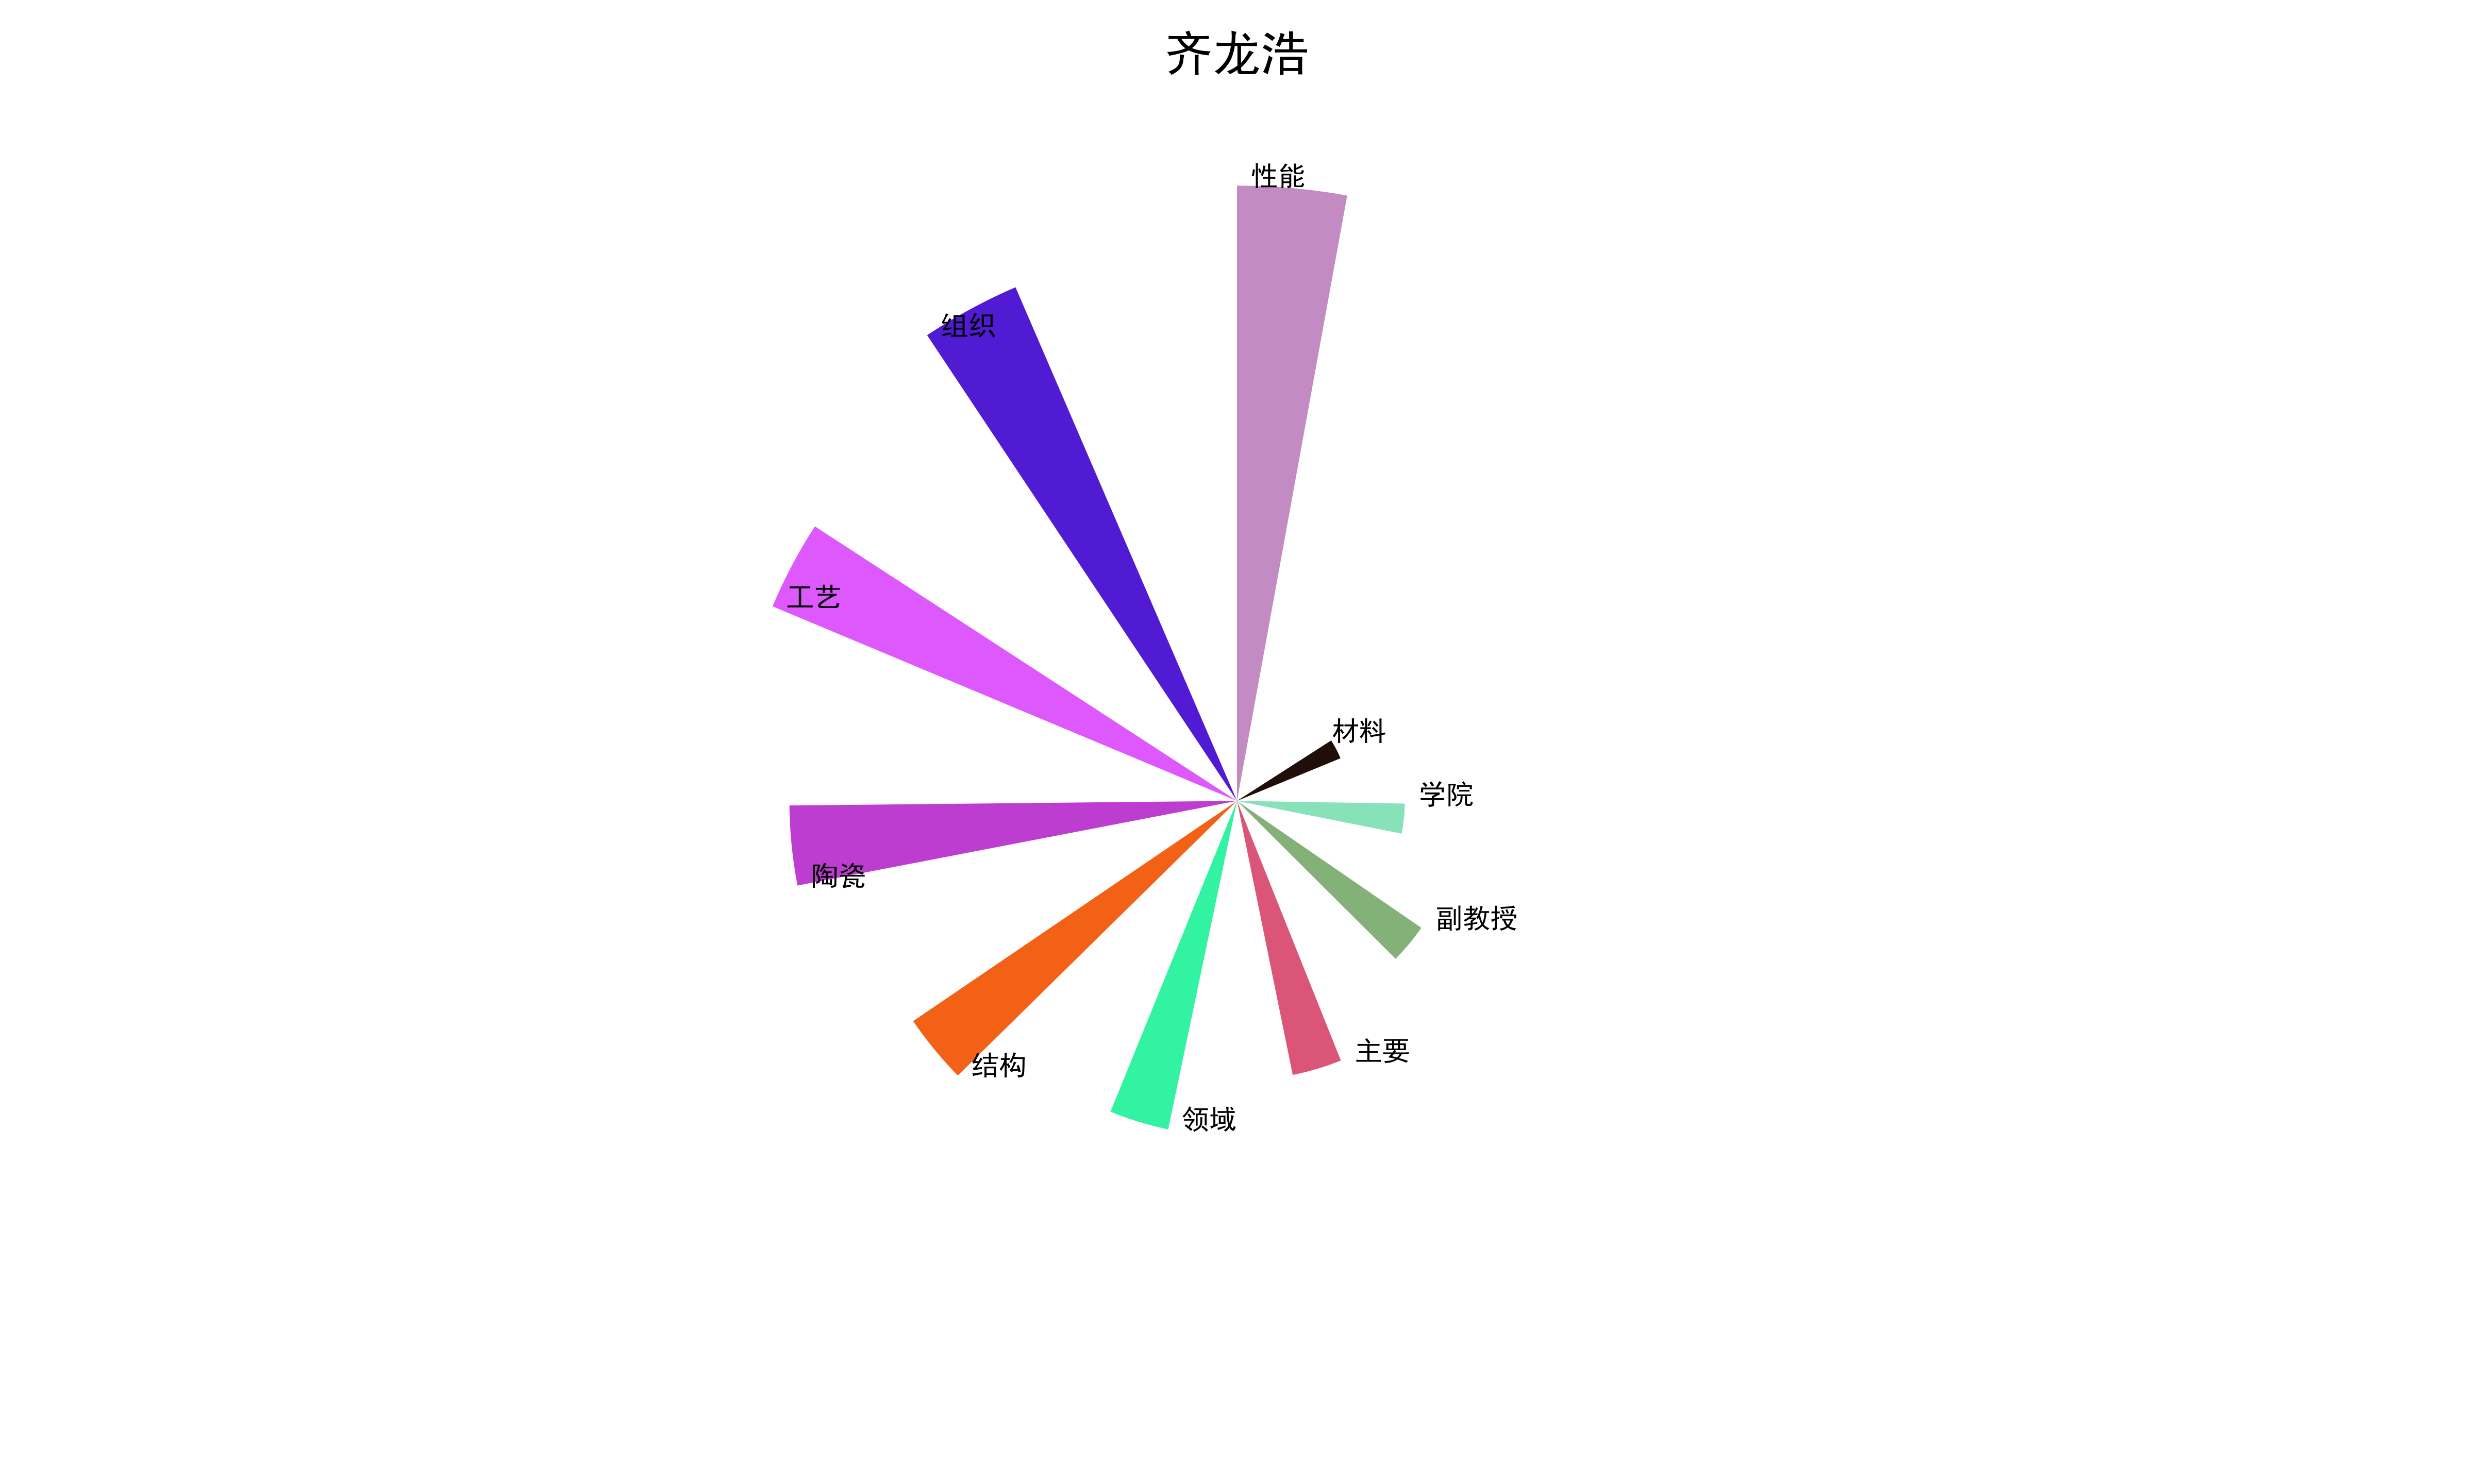 齐龙浩
性能
组织
工艺
材料
学院
陶瓷
副教授
主要
结构
领域